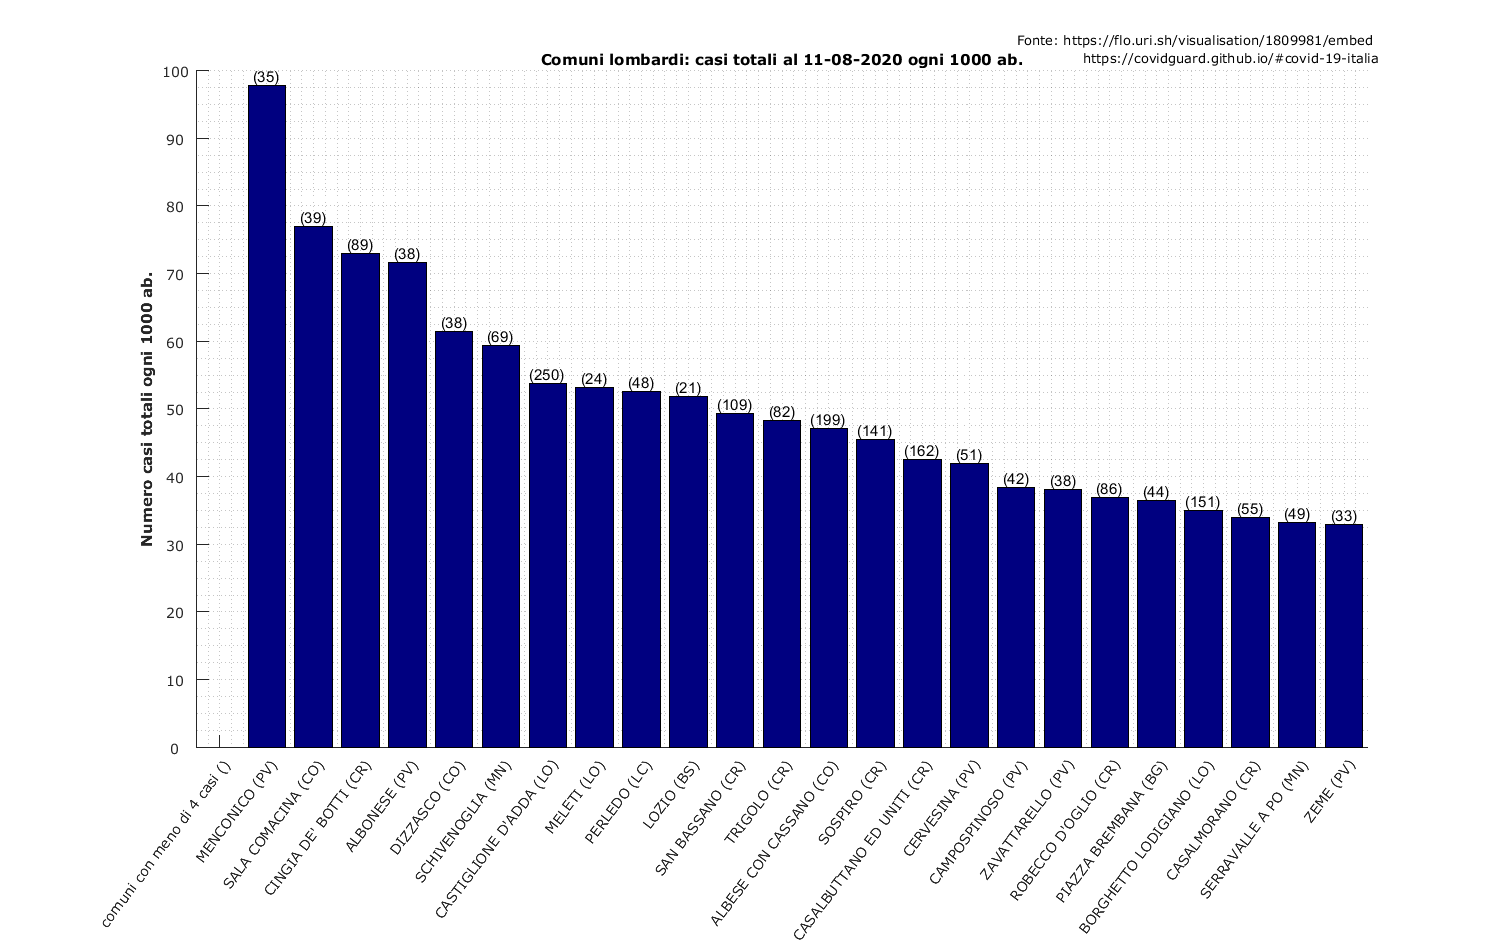 Fonte: https://flo.uri.sh/visualisation/1809981/embed
Comuni lombardi: casi totali al 11-08-2020 ogni 1000 ab.
https://covidguard.github.io/#covid-19-italia
Numero casi totali ogni 1000 ab.
100
90
80
70
60
50
40
30
20
10
0
(35)
(39)
(89)
(38)
(38)
(69)
(250)
(24)
(48)
(21)
(109)
(82)
(199)
(141)
(162)
(51)
(42)
(38)
(86)
(44)
(151)
(55)
(49)
(33)
comuni con meno di 4 casi ()
MENCONICO (PV)
SALA COMACINA (CO)
CINGIA DE' BOTTI (CR)
ALBONESE (PV)
DIZZASCO (CO)
SCHIVENOGLIA (MN)
CASTIGLIONE D'ADDA (LO)
MELETI (LO)
PERLEDO (LC)
LOZIO (BS)
SAN BASSANO (CR)
TRIGOLO (CR)
ALBESE CON CASSANO (CO)
SOSPIRO (CR)
CASALBUTTANO ED UNITI (CR)
CERVESINA (PV)
CAMPOSPINOSO (PV)
ZAVATTARELLO (PV)
ROBECCO D'OGLIO (CR)
PIAZZA BREMBANA (BG)
BORGHETTO LODIGIANO (LO)
CASALMORANO (CR)
SERRAVALLE A PO (MN)
ZEME (PV)